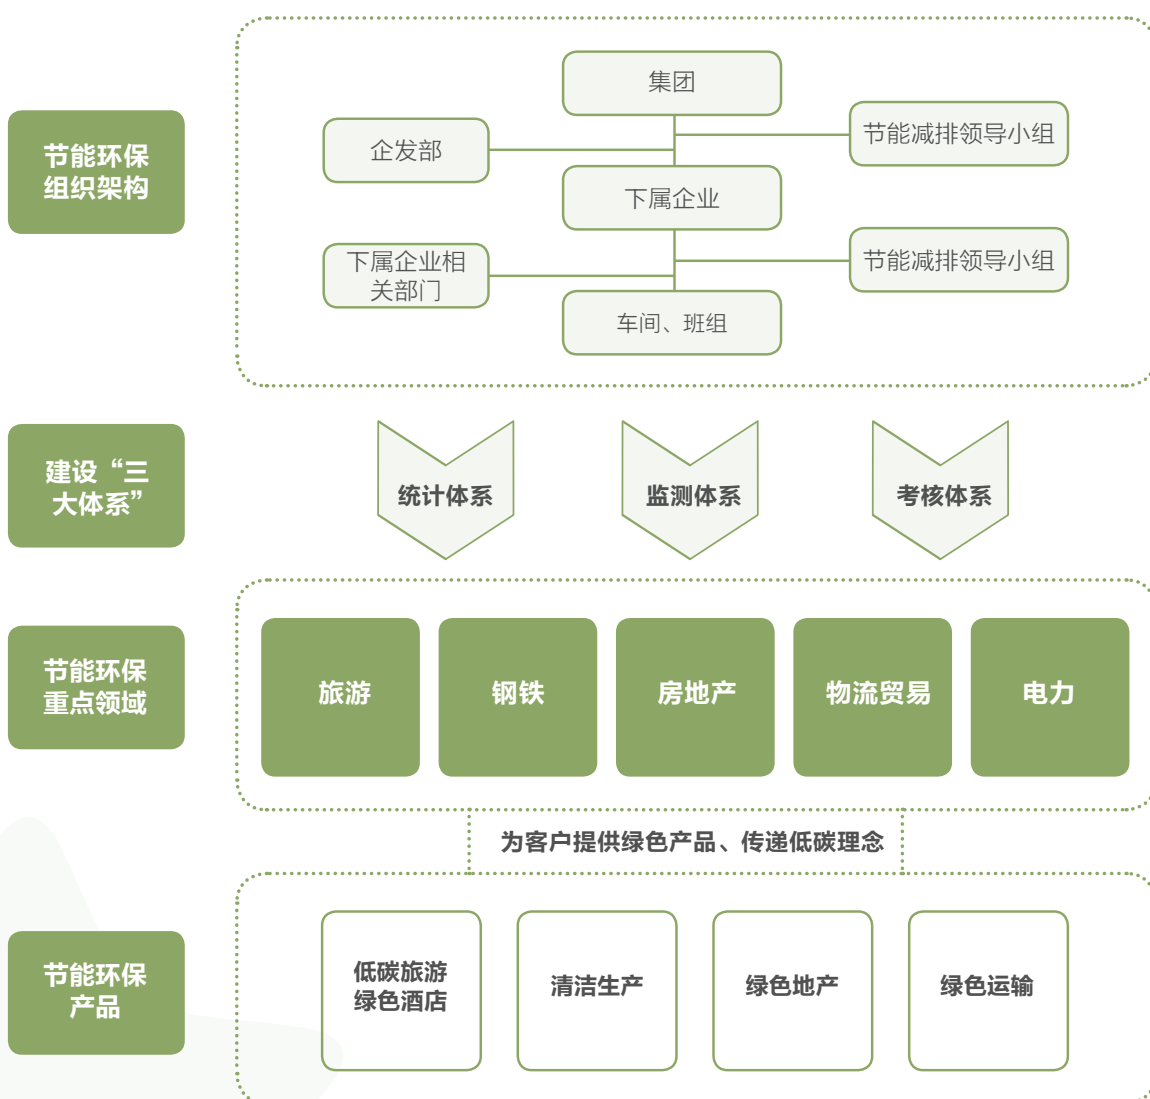 节能环保
组织架构
集团
企发部
节能减排领导小组
下属企业
下属企业相
关部门
节能减排领导小组
车间、班组
建设“三
大体系”
统计体系
监测体系
考核体系
节能环保
重点领域
旅游
钢铁
房地产
物流贸易
电力
为客户提供绿色产品、传递低碳理念
节能环保
产品
低碳旅游
绿色酒店
清洁生产
绿色地产
绿色运输